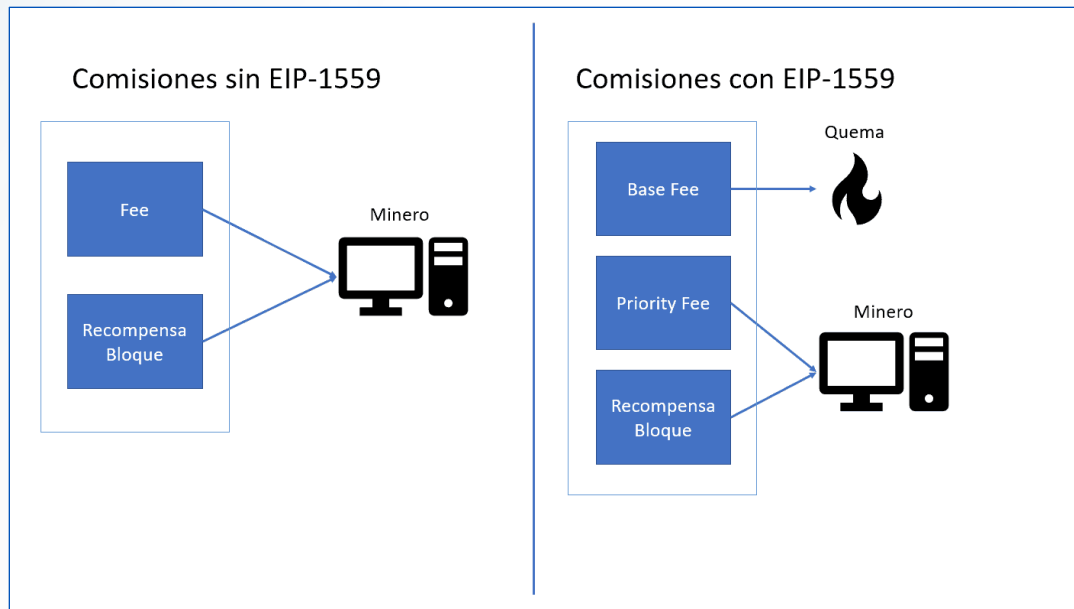 Comisiones sin EIP-1559
Fee
Recompensa
Bloque
Minero
Comisiones con EIP-1559
Base Fee
Quema
Priority Fee
Recompensa
Bloque
Minero